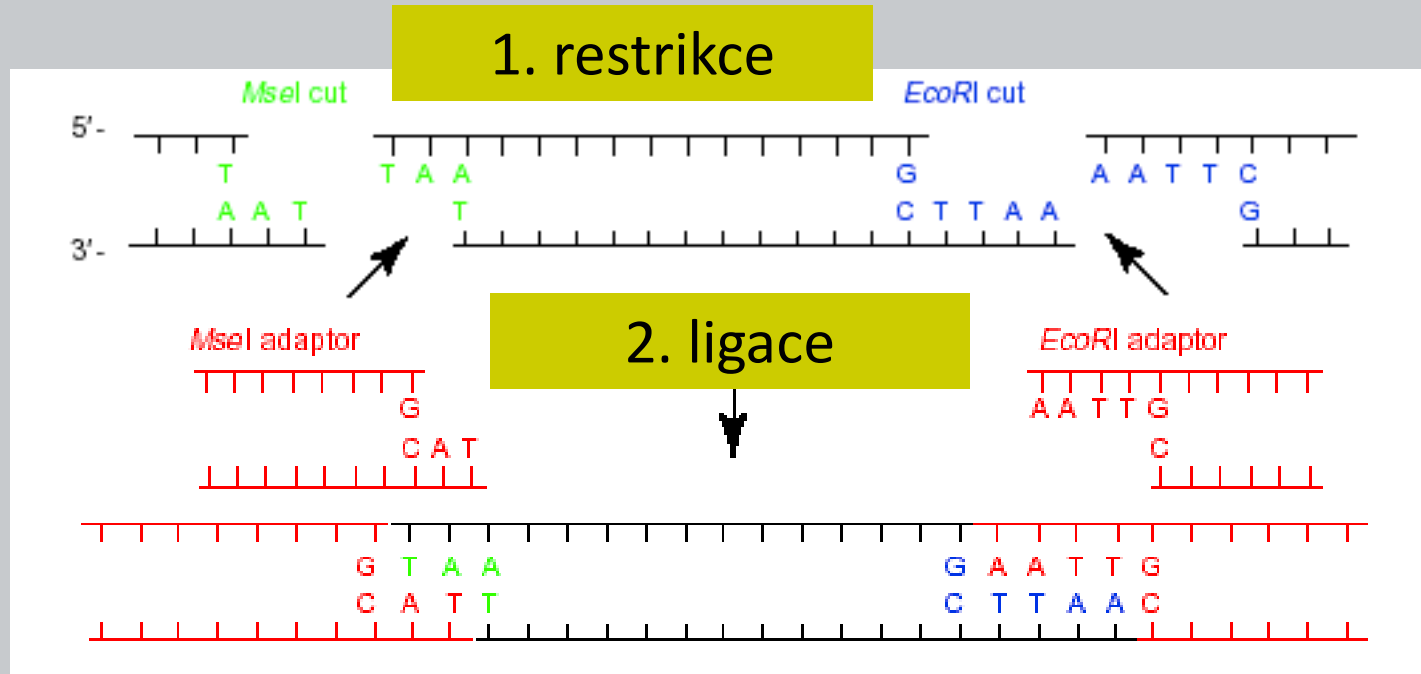 1. restrikce
MseI cut
EcoRI cut
5'-
T
T A A
G
A A T T C
A A T
T
C T T A A
G
3'-
2. ligace
MseI adaptor
EcoRI adaptor
G
A A T T G
C A T
C
G T A A
G A A T T G
C A T T
C T T A A C